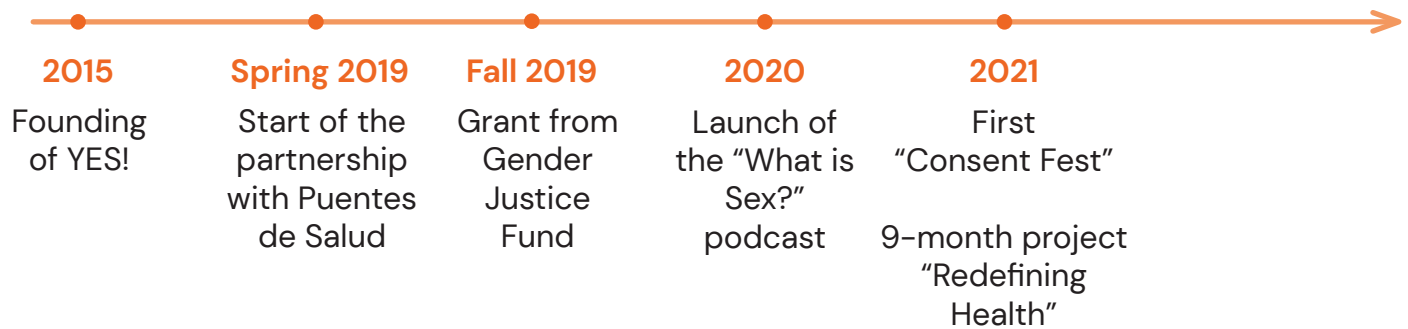 2015
Founding
of YES!
Spring 2019
Start of the
partnership
with Puentes
de Salud
Fall 2019
Grant from
Gender
Justice
Fund
2020
Launch of
the “What is
Sex?”
podcast
2021
First
“Consent Fest”
9-month project
“Redefining
Health”